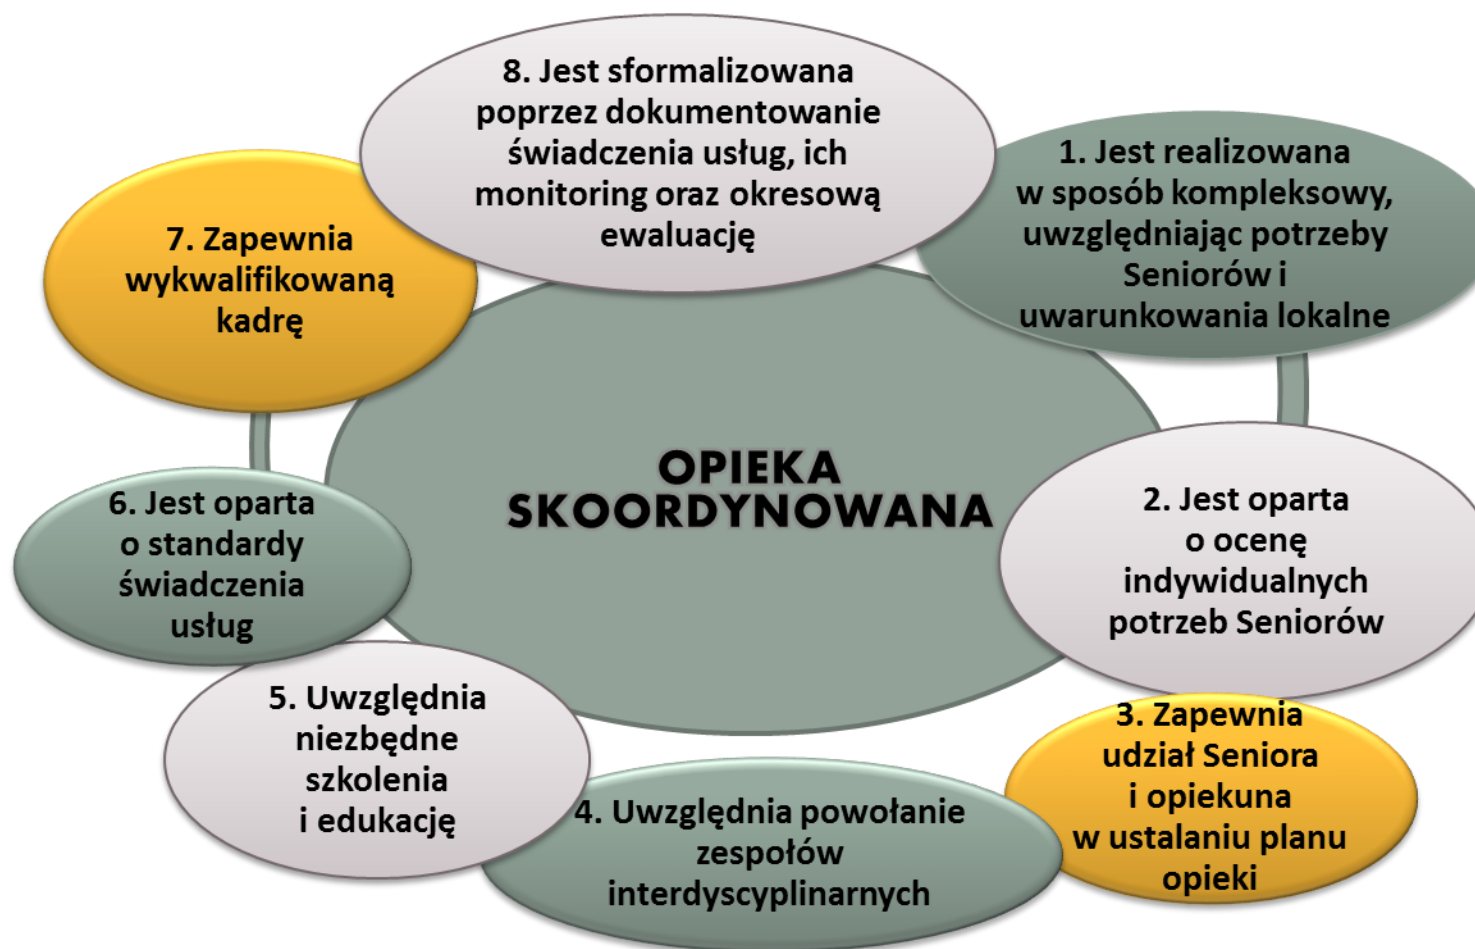 8. Jest sformalizowana
poprzez dokumentowanie
świadczenia usług, ich
monitoring oraz okresową
ewaluację
1. Jest realizowana
w sposób kompleksowy,
uwzględniając potrzeby
Seniorów i
uwarunkowania lokalne
7. Zapewnia
wykwalifikowaną
kadrę
OPIEKA
SKOORDYNOWANA
2. Jest oparta
o ocenę
indywidualnych
potrzeb Seniorów
6. Jest oparta
o standardy
świadczenia
usług
5. Uwzględnia
niezbędne
szkolenia
i edukację
3. Zapewnia
udział Seniora
i opiekuna
w ustalaniu planu
opieki
4. Uwzględnia powołanie
zespołów
interdyscyplinarnych